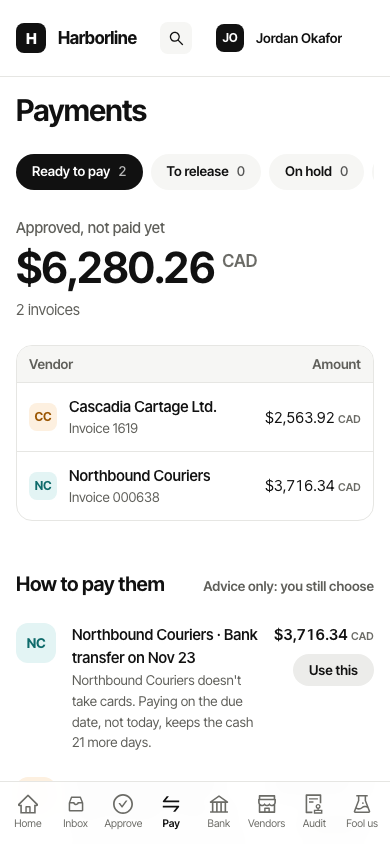 H Harborline JO Jordan Okafor
Payments
Ready to pay 2 To release 0 On hold 0
Approved, not paid yet
$6,280.26 CAD
2 invoices
Vendor Amount
CC Cascadia Cartage Ltd. $2,563.92 CAD
Invoice 1619
NC Northbound Couriers $3,716.34 CAD
Invoice 000638
How to pay them Advice only: you still choose
NC Northbound Couriers · Bank $3,716.34 CAD
transfer on Nov 23
Northbound Couriers doesn't Use this
take cards. Paying on the due
date, not today, keeps the cash
21 more days.
Home Inbox Approve Pay Bank Vendors Audit Fool us